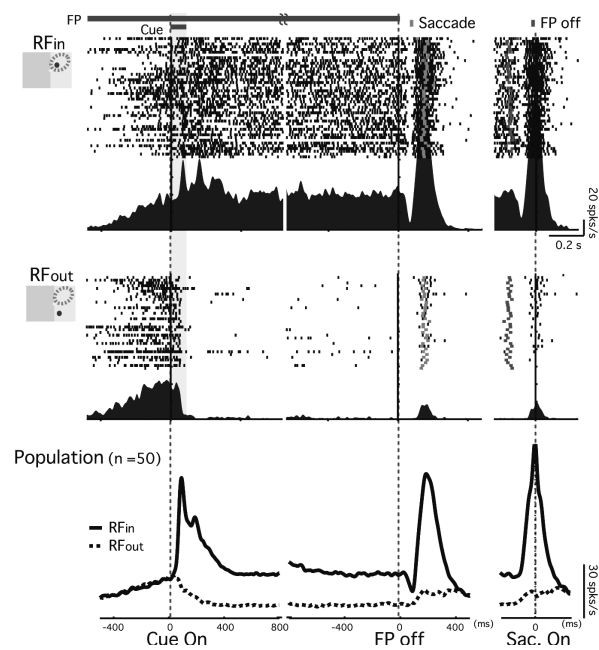 FP
Cue
Saccade
FP off
RFin
20 spks/s
0.2 s
RFout
Population (n=50)
RFin
RFout
30 spks/s
-400 0 400 800 -400 0 400 (ms) 0 (ms)
Cue On FP off Sac. On